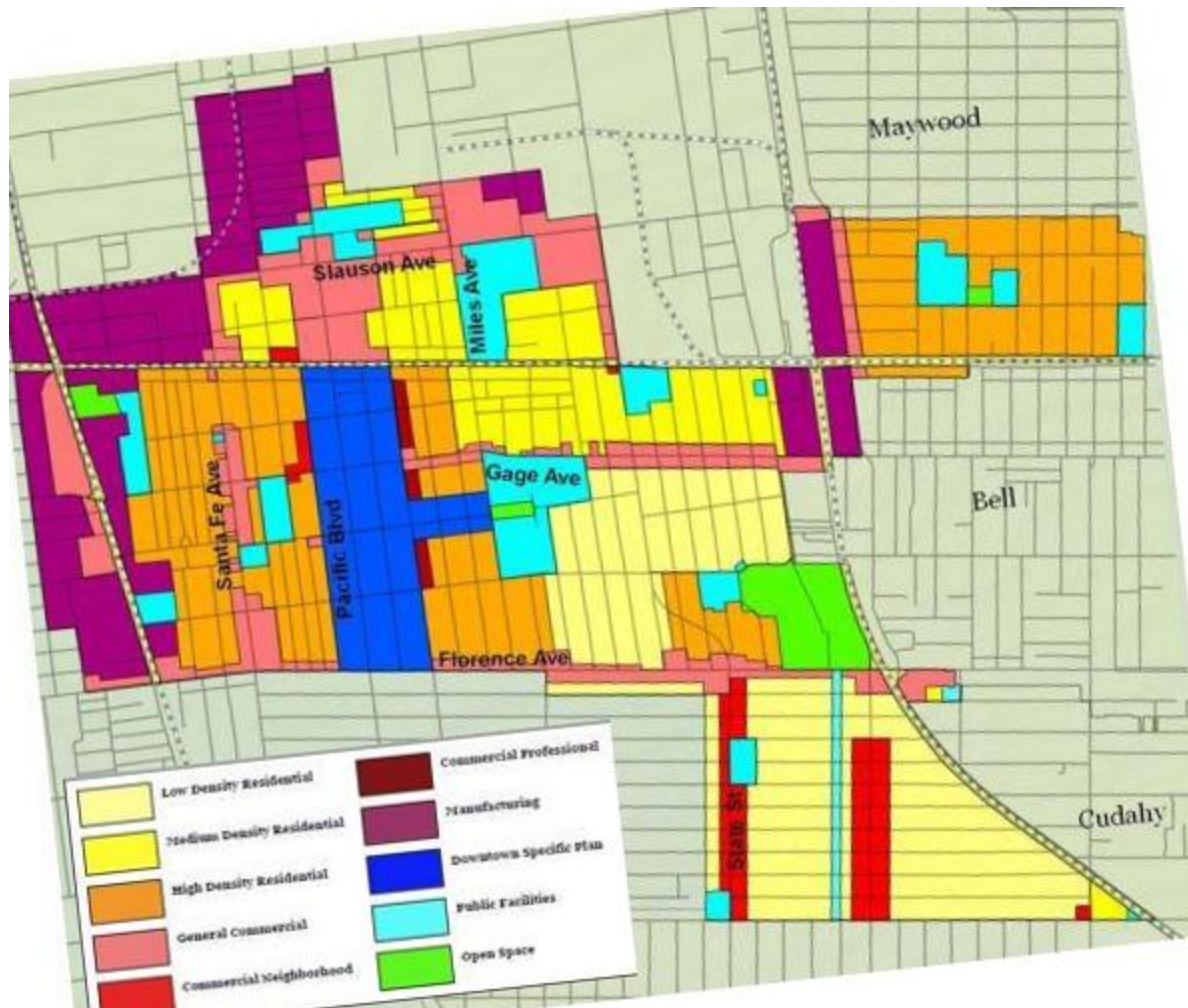 Maywood
Slauson Ave
Miles Ave
Gage Ave
Bell
Santa Fe Ave
Pacific Blvd
Florence Ave
State St
Cudahy
Low Density Residential
Medium Density Residential
High Density Residential
General Commercial
Commercial Neighborhood
Commercial Professional
Manufacturing
Downtown Specific Plan
Public Facilities
Open Space